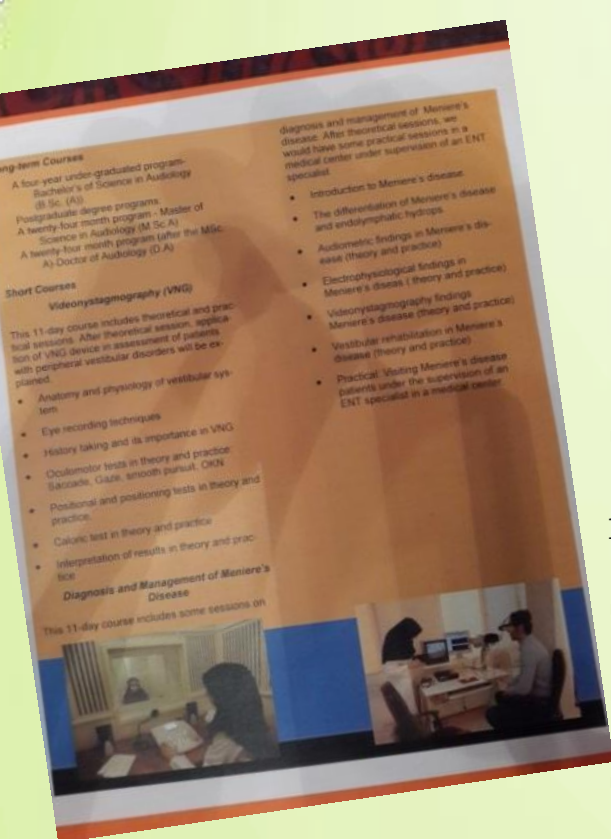 ng-term Courses
A four-year under-graduated program-
Bachelor's of Science in Audiology
(B.Sc. (A))
Postgraduate degree programs.
A twenty-four month program - Master of
Science in Audiology (M.Sc.A)
A twenty-four month program (after the MSc.
A)-Doctor of Audiology (D.A)
Short Courses
Videonystagmography (VNG)
This 11-day course includes theoretical and prac-
tical sessions. After theoretical session, applica-
tion of VNG device in assessment of patients
with peripheral vestibular disorders will be ex-
plained.
• Anatomy and physiology of vestibular sys-
tem
• Eye recording techniques
• History taking and its importance in VNG
• Oculomotor tests in theory and practice:
Saccade, Gaze, smooth pursuit, OKN
• Positional and positioning tests in theory and
practice.
• Caloric test in theory and practice
• Interpretation of results in theory and prac-
tice
Diagnosis and Management of Meniere's
Disease
This 11-day course includes some sessions on
diagnosis and management of Meniere's
disease. After theoretical sessions, we
would have some practical sessions in a
medical center under supervision of an ENT
specialist.
• Introduction to Meniere's disease.
• The differentiation of Meniere's disease
and endolymphatic hydrops.
• Audiometric findings in Meniere's dis-
ease (theory and practice)
• Electrophysiological findings in
Meniere's diseas ( theory and practice)
• Videonystagmography findings
Meniere's disease (theory and practice)
• Vestibular rehabilitation in Meniere's
disease (theory and practice)
• Practical: Visiting Meniere's disease
patients under the supervision of an
ENT specialist in a medical center.